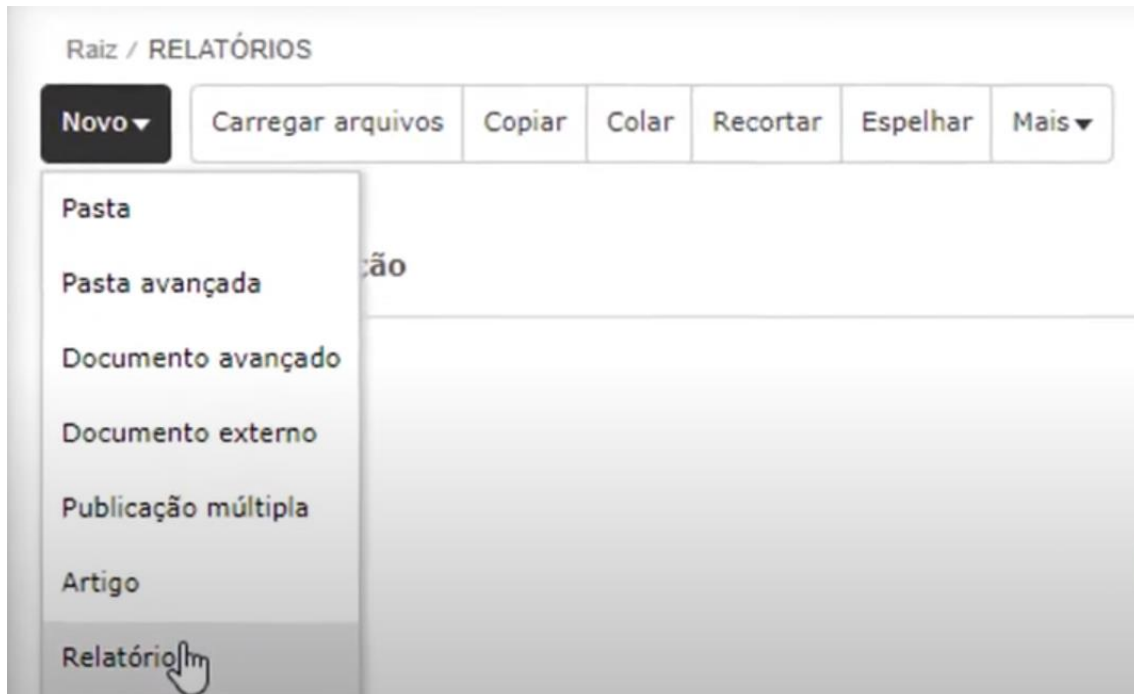 Raiz / RELATÓRIOS
Novo Carregar arquivos Copiar Colar Recortar Espelhar Mais
Pasta
ção
Pasta avançada
Documento avançado
Documento externo
Publicação múltipla
Artigo
Relatório